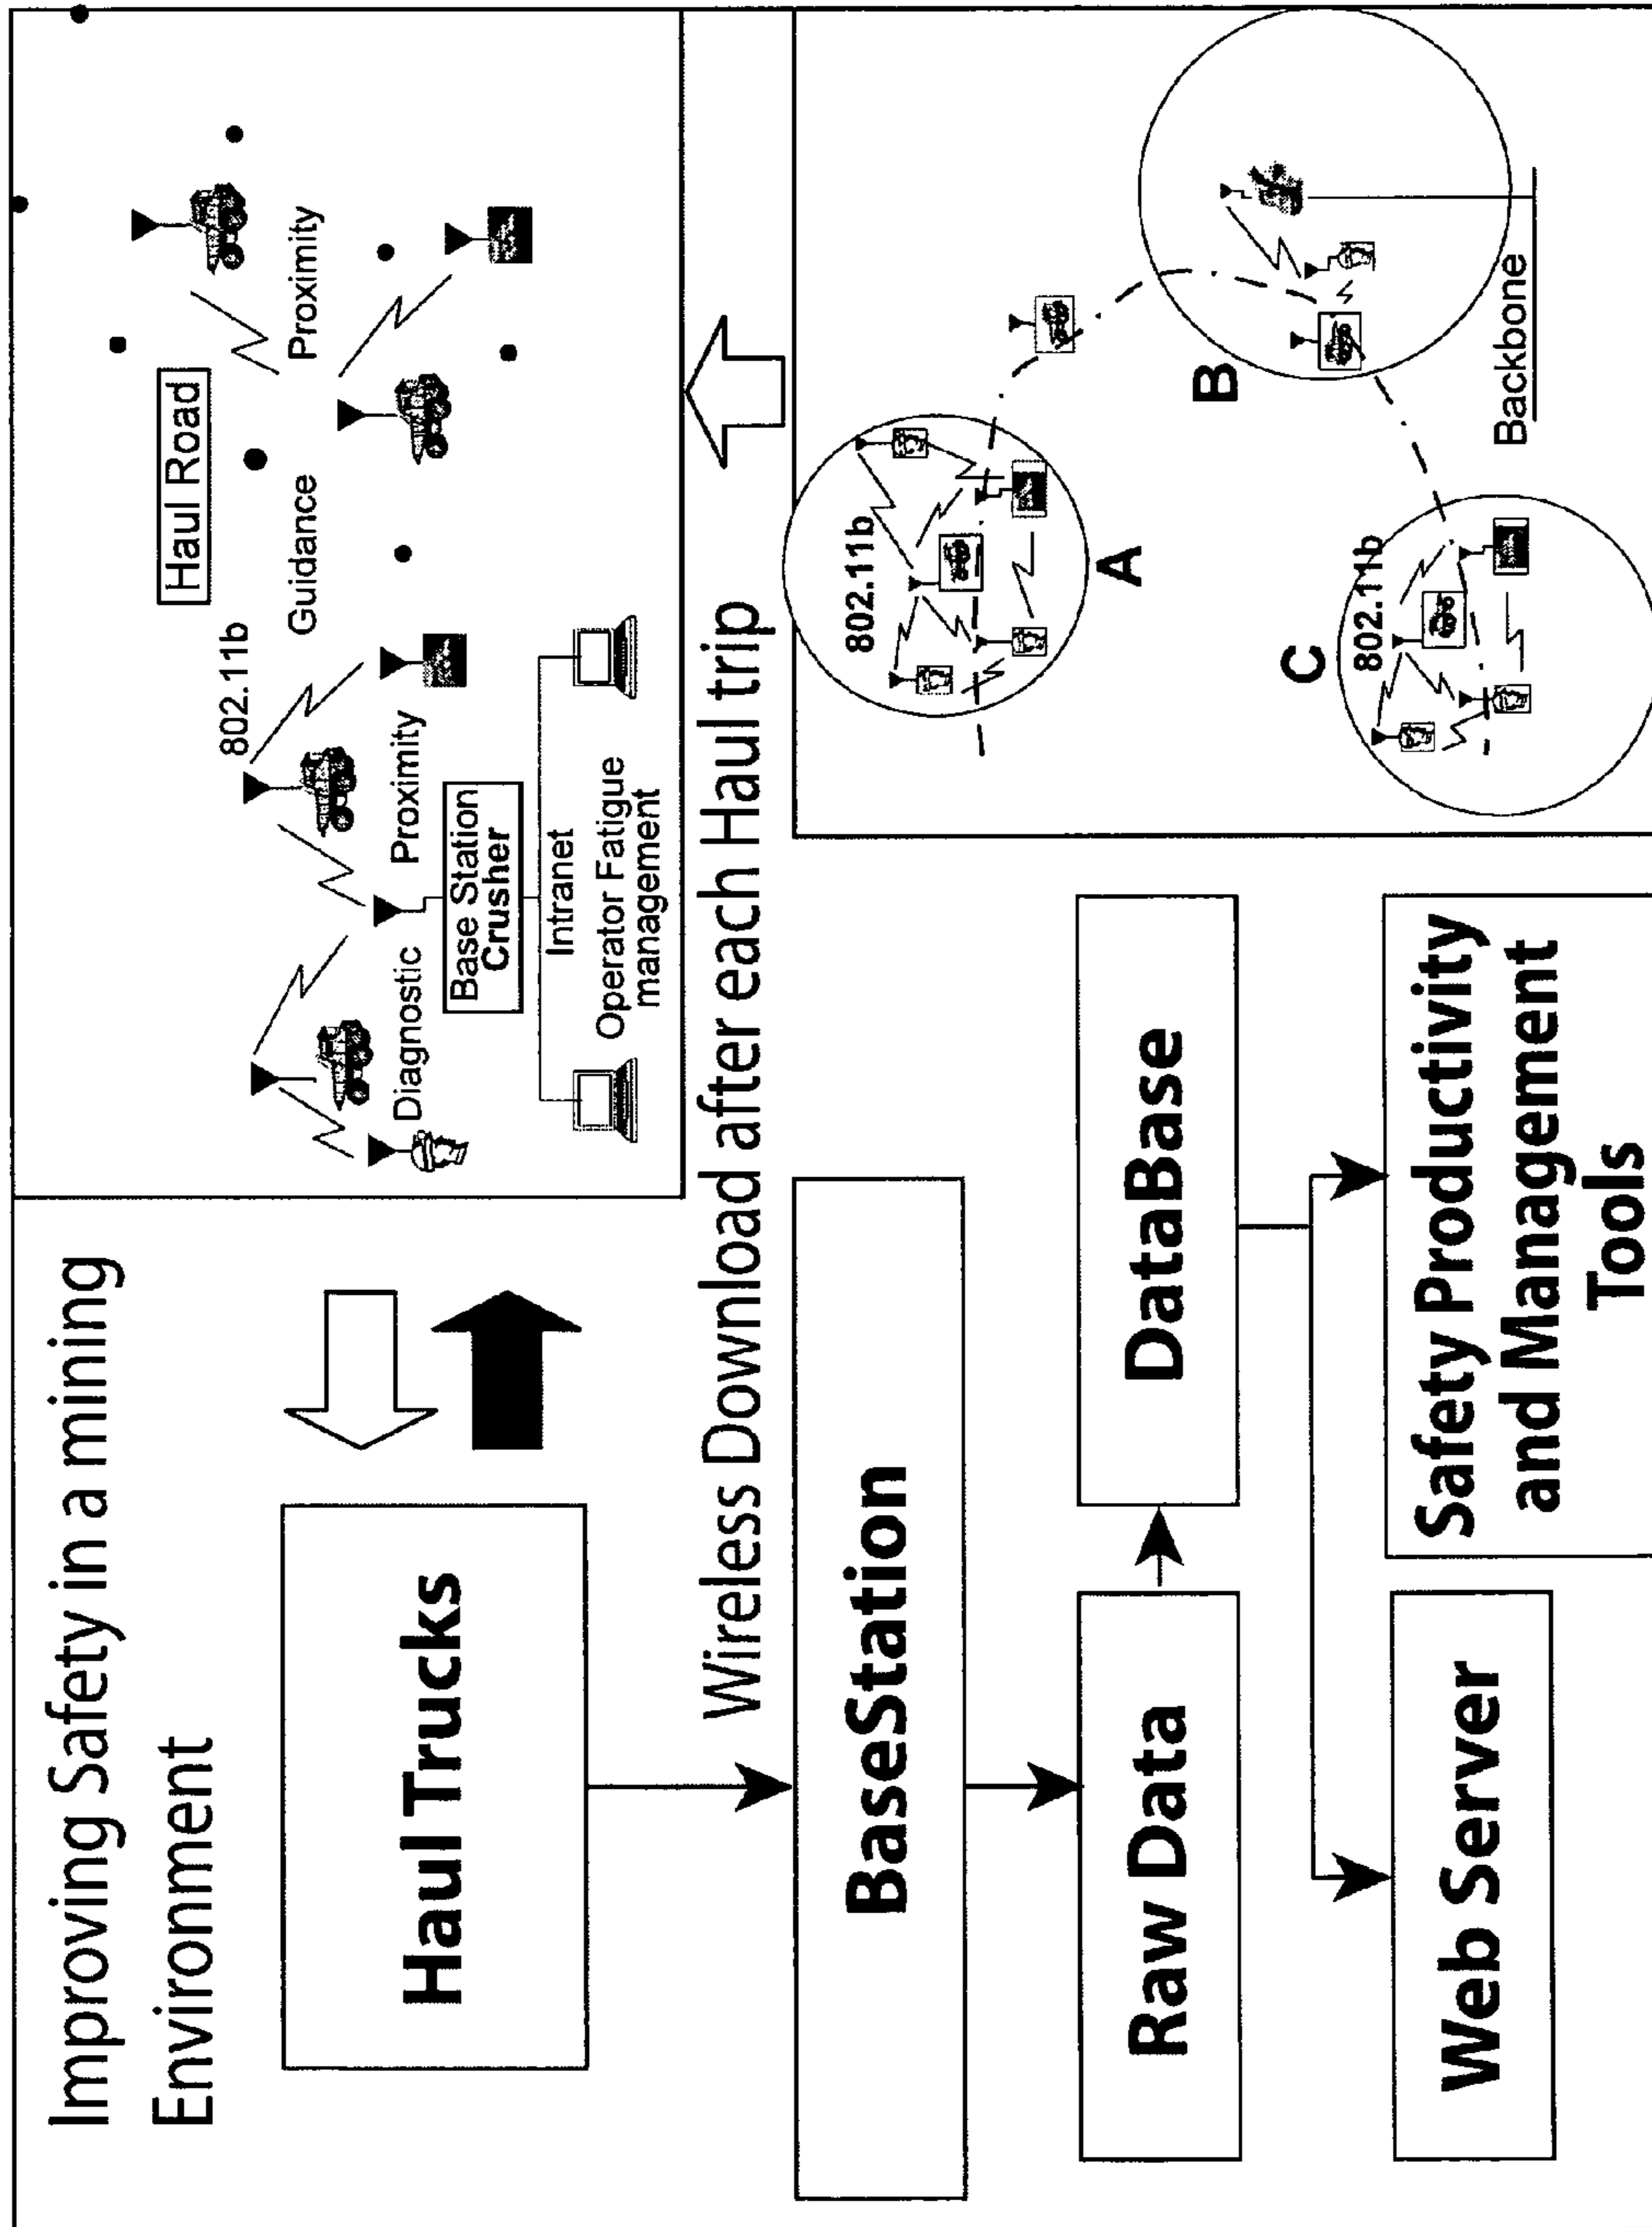 Improving Safety in a mining
Environment
Haul Trucks
Wireless Download after each Haul trip
BaseStation
Raw Data
DataBase
Web Server
Safety Productivity
and Management
Tools
802.11b
Haul Road
Guidance
Proximity
Diagnostic
Proximity
Base Station
Crusher
Intranet
Operator Fatigue
management
802.11b
A
B
C
802.11b
Backbone